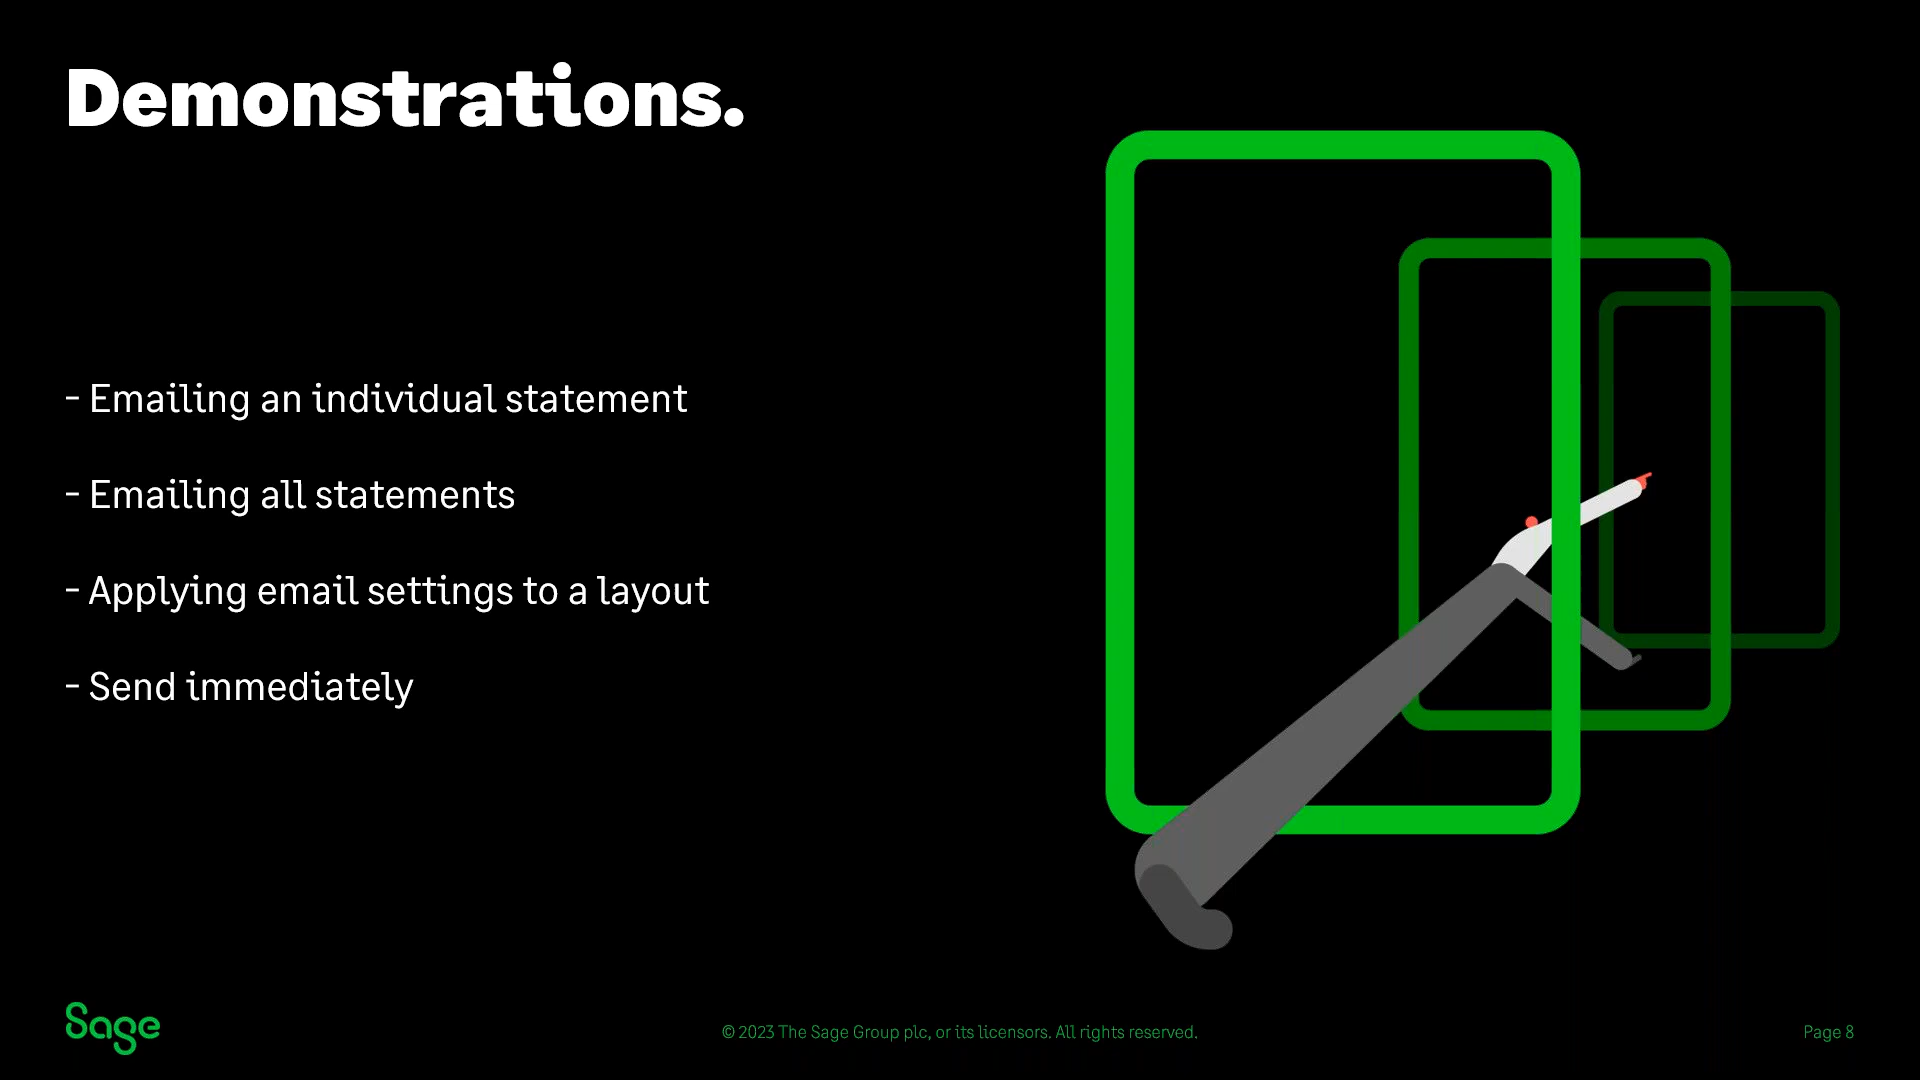 Demonstrations.
- Emailing an individual statement
- Emailing all statements
- Applying email settings to a layout
- Send immediately
Sage
© 2023 The Sage Group plc, or its licensors. All rights reserved.
Page 8